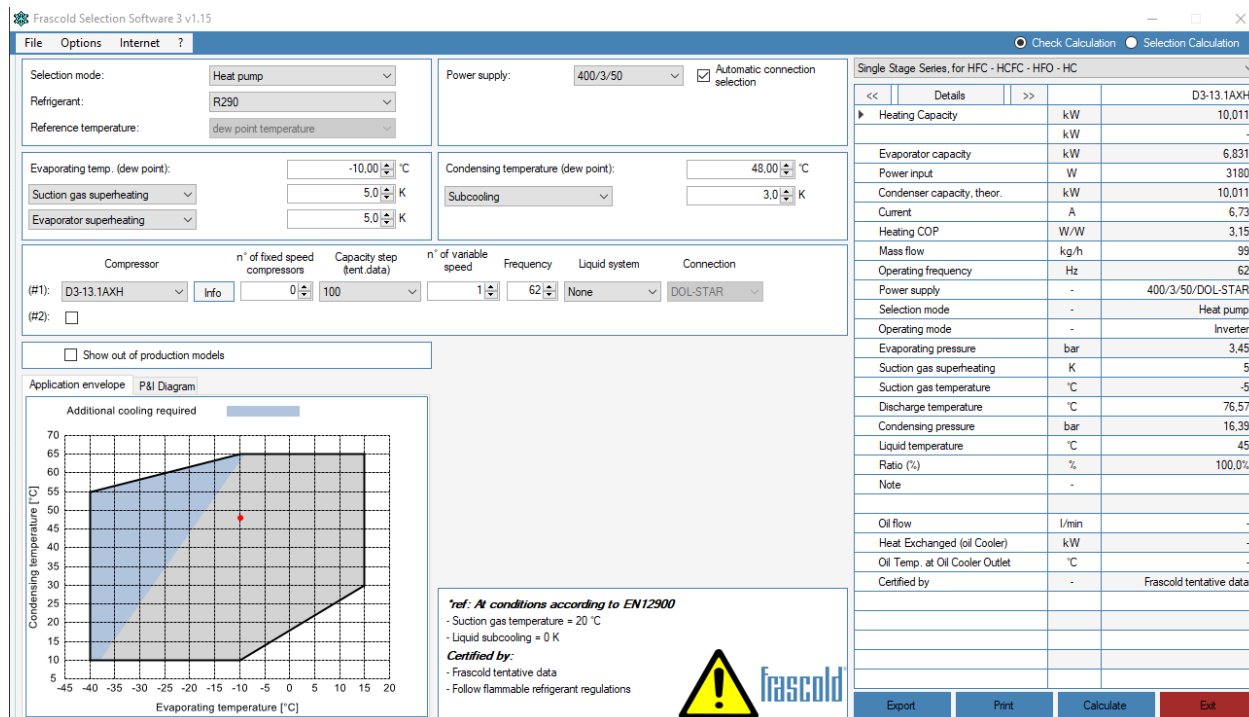 Frascold Selection Software 3 v1.15
File Options Internet ?
Check Calculation Selection Calculation
Selection mode: Heat pump
Refrigerant: R290
Reference temperature: dew point temperature
Power supply: 400/3/50 Automatic connection selection
Evaporating temp. (dew point): -10,00 °C
Suction gas superheating 5,0 K
Evaporator superheating 5,0 K
Condensing temperature (dew point): 48,00 °C
Subcooling 3,0 K
Compressor n° of fixed speed compressors Capacity step (tent.data) n° of variable speed Frequency Liquid system Connection
(#1): D3-13.1AXH Info 0 100 1 62 None DOL-STAR
(#2):
Show out of production models
Application envelope P&I Diagram
Additional cooling required
70
65
60
55
50
45
40
35
30
25
20
15
10
5
-45 -40 -35 -30 -25 -20 -15 -10 -5 0 5 10 15 20
Condensing temperature [°C]
Evaporating temperature [°C]
*ref: At conditions according to EN12900
- Suction gas temperature = 20 °C
- Liquid subcooling = 0 K
Certified by:
- Frascold tentative data
- Follow flammable refrigerant regulations
frascold
Single Stage Series, for HFC - HCFC - HFO - HC
<< Details >> D3-13.1AXH
Heating Capacity kW 10,011
kW -
Evaporator capacity kW 6,831
Power input W 3180
Condenser capacity, theor. kW 10,011
Current A 6,73
Heating COP W/W 3,15
Mass flow kg/h 99
Operating frequency Hz 62
Power supply - 400/3/50/DOL-STAR
Selection mode - Heat pump
Operating mode - Inverter
Evaporating pressure bar 3,45
Suction gas superheating K 5
Suction gas temperature °C -5
Discharge temperature °C 76,57
Condensing pressure bar 16,39
Liquid temperature °C 45
Ratio (%) % 100,0%
Note -
Oil flow l/min -
Heat Exchanged (oil Cooler) kW -
Oil Temp. at Oil Cooler Outlet °C -
Certified by - Frascold tentative data
Export Print Calculate Exit